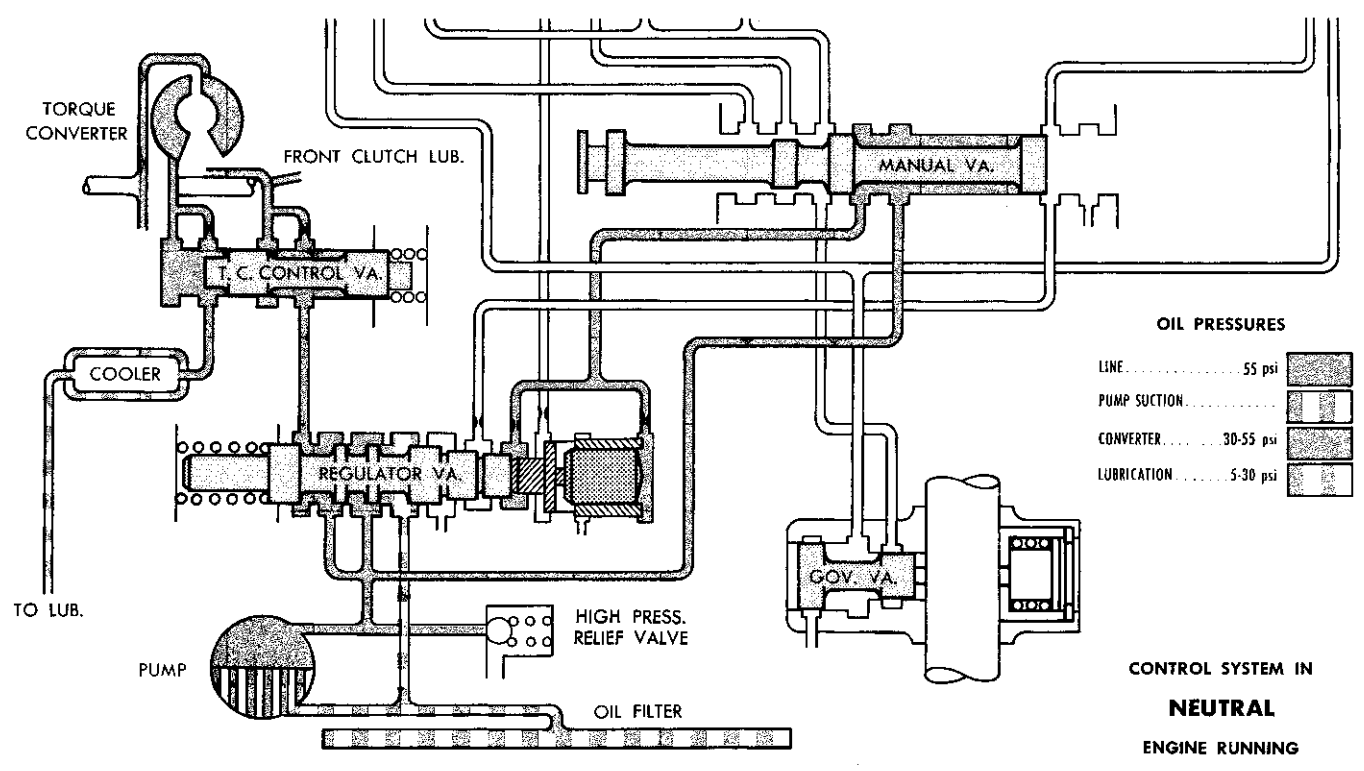 TORQUE
CONVERTER
FRONT CLUTCH LUB.
MANUAL VA.
T. C. CONTROL VA.
OIL PRESSURES
LINE............. 55 psi
PUMP SUCTION............
CONVERTER...... 30-55 psi
LUBRICATION...... 5-30 psi
COOLER
REGULATOR VA.
GOV. VA.
TO LUB.
HIGH PRESS.
RELIEF VALVE
PUMP
OIL FILTER
CONTROL SYSTEM IN
NEUTRAL
ENGINE RUNNING